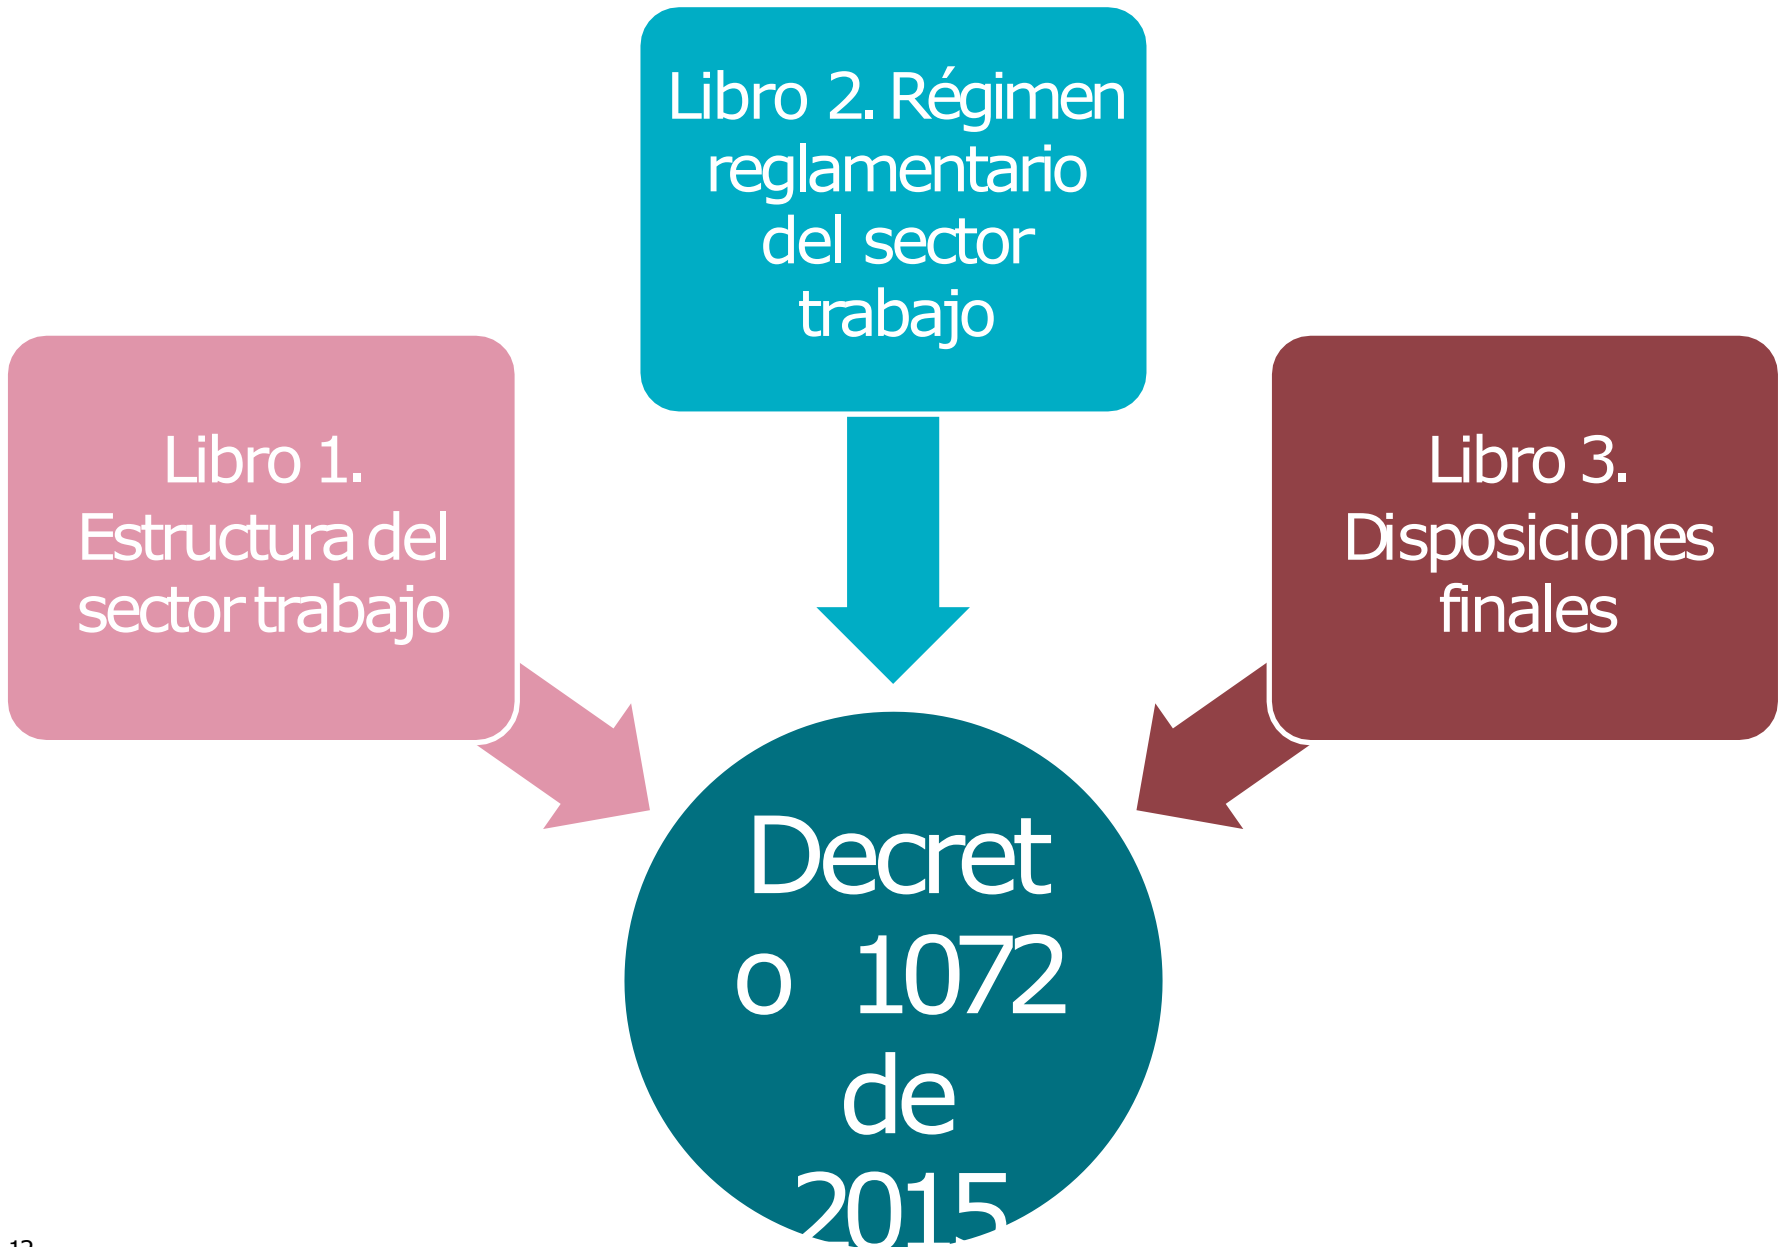 Libro 2. Régimen
reglamentario
del sector
trabajo
Libro 1.
Estructura del
sector trabajo
Libro 3.
Disposiciones
finales
Decret
o 1072
de
2015